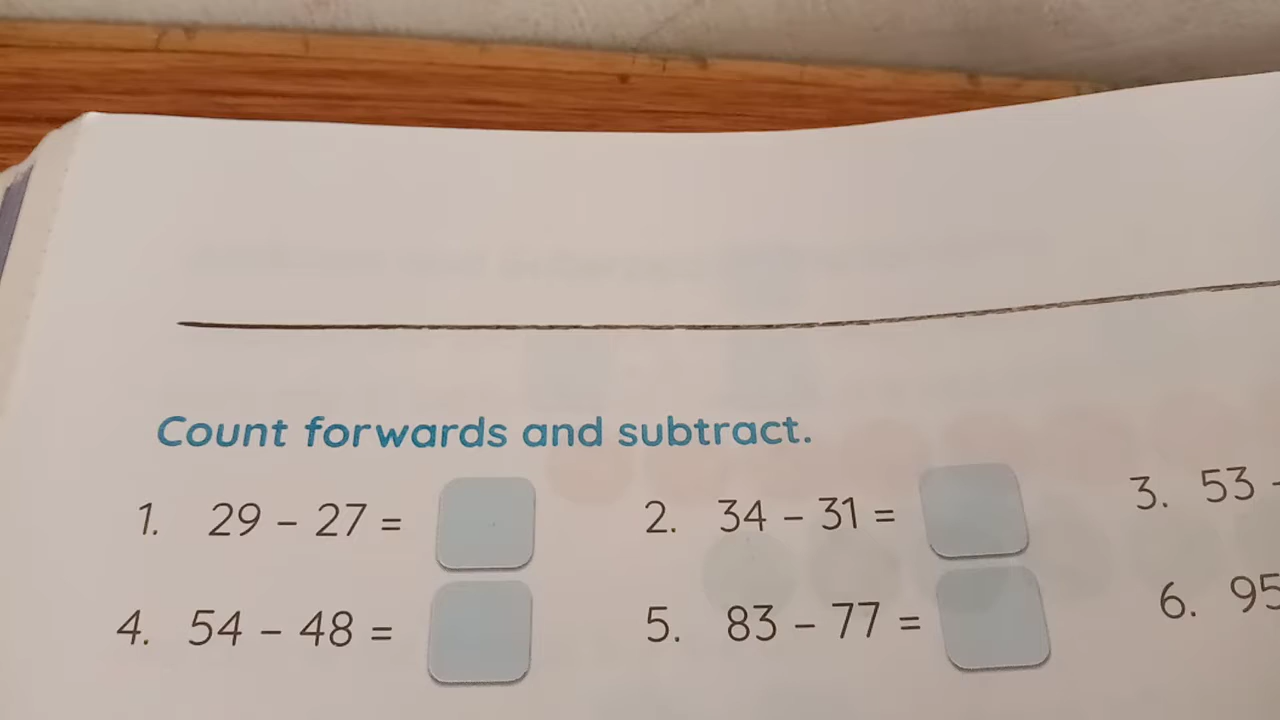 Count forwards and subtract.
1. 29 – 27 =
2. 34 – 31 =
3. 53 -
4. 54 – 48 =
5. 83 – 77 =
6. 95